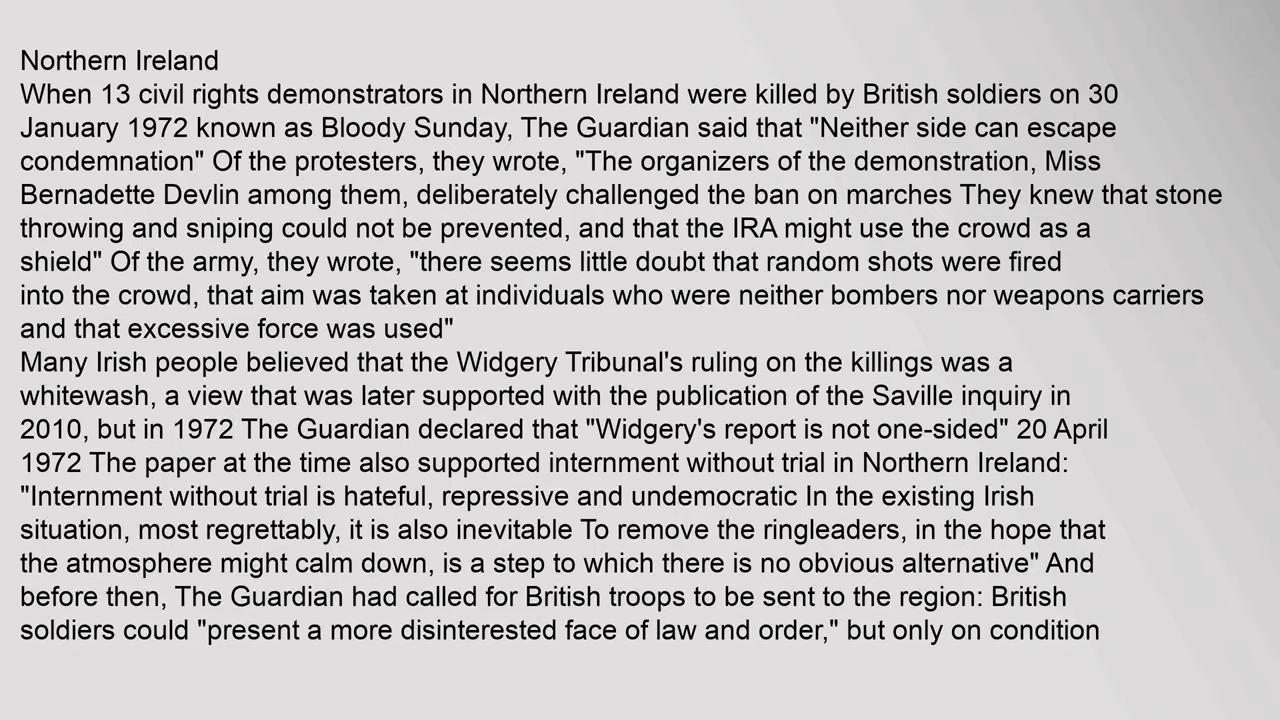 Northern Ireland
When 13 civil rights demonstrators in Northern Ireland were killed by British soldiers on 30
January 1972 known as Bloody Sunday, The Guardian said that "Neither side can escape
condemnation" Of the protesters, they wrote, "The organizers of the demonstration, Miss
Bernadette Devlin among them, deliberately challenged the ban on marches They knew that stone
throwing and sniping could not be prevented, and that the IRA might use the crowd as a
shield" Of the army, they wrote, "there seems little doubt that random shots were fired
into the crowd, that aim was taken at individuals who were neither bombers nor weapons carriers
and that excessive force was used"
Many Irish people believed that the Widgery Tribunal's ruling on the killings was a
whitewash, a view that was later supported with the publication of the Saville inquiry in
2010, but in 1972 The Guardian declared that "Widgery's report is not one-sided" 20 April
1972 The paper at the time also supported internment without trial in Northern Ireland:
"Internment without trial is hateful, repressive and undemocratic In the existing Irish
situation, most regrettably, it is also inevitable To remove the ringleaders, in the hope that
the atmosphere might calm down, is a step to which there is no obvious alternative" And
before then, The Guardian had called for British troops to be sent to the region: British
soldiers could "present a more disinterested face of law and order," but only on condition